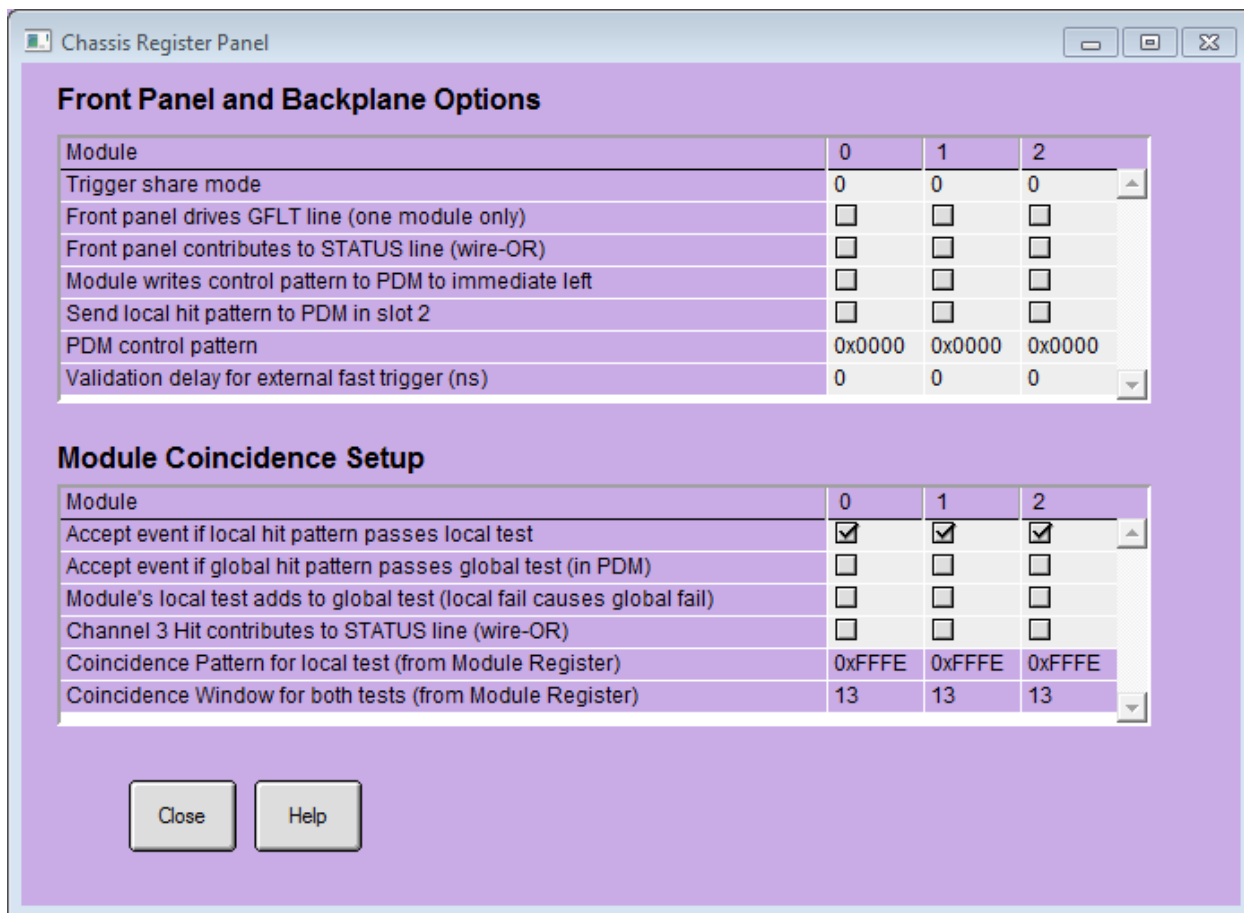 Chassis Register Panel
Front Panel and Backplane Options
Module 0 1 2
Trigger share mode 0 0 0
Front panel drives GFLT line (one module only)
Front panel contributes to STATUS line (wire-OR)
Module writes control pattern to PDM to immediate left
Send local hit pattern to PDM in slot 2
PDM control pattern 0x0000 0x0000 0x0000
Validation delay for external fast trigger (ns) 0 0 0
Module Coincidence Setup
Module 0 1 2
Accept event if local hit pattern passes local test
Accept event if global hit pattern passes global test (in PDM)
Module's local test adds to global test (local fail causes global fail)
Channel 3 Hit contributes to STATUS line (wire-OR)
Coincidence Pattern for local test (from Module Register) 0xFFFE 0xFFFE 0xFFFE
Coincidence Window for both tests (from Module Register) 13 13 13
Close Help